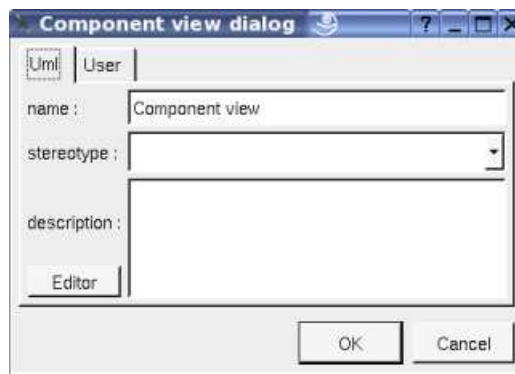 Component view dialog ? _
Uml User
name : Component view
stereotype :
description :
Editor
OK Cancel